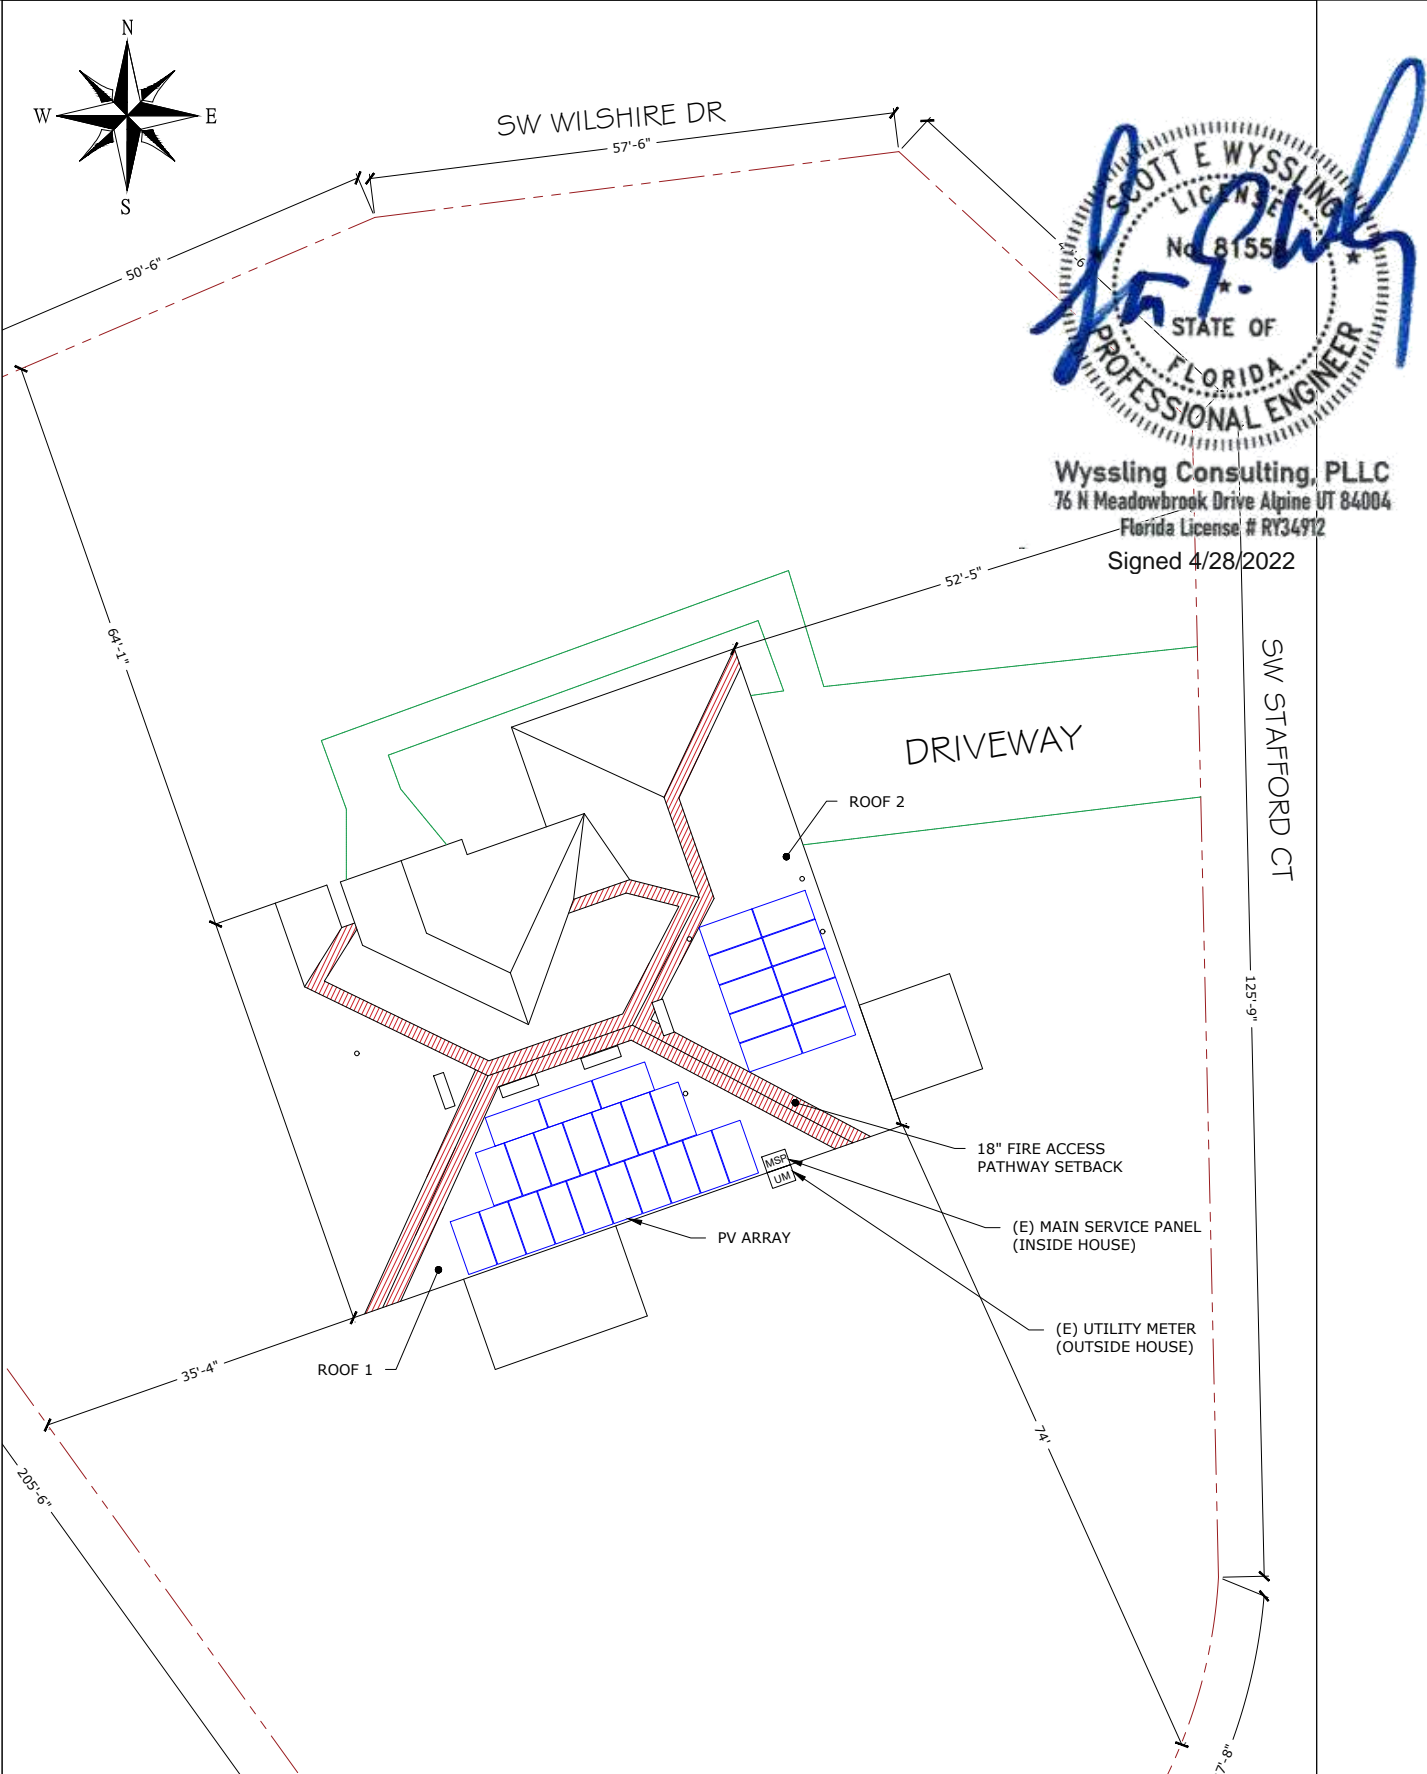 N
W
E
S
SW WILSHIRE DR
57'-6"
50'-6"
SCOTT E WYSSLING
LICENSE
No. 81558
STATE OF
FLORIDA
PROFESSIONAL ENGINEER
Wyssling Consulting, PLLC
76 N Meadowbrook Drive Alpine UT 84004
Florida License # RY34912
Signed 4/28/2022
52'-5"
64'-1"
SW STAFFORD CT
DRIVEWAY
ROOF 2
125'-9"
18" FIRE ACCESS
PATHWAY SETBACK
MSP
UM
(E) MAIN SERVICE PANEL
(INSIDE HOUSE)
PV ARRAY
(E) UTILITY METER
(OUTSIDE HOUSE)
ROOF 1
35'-4"
74'
205'-6"
7'-8"